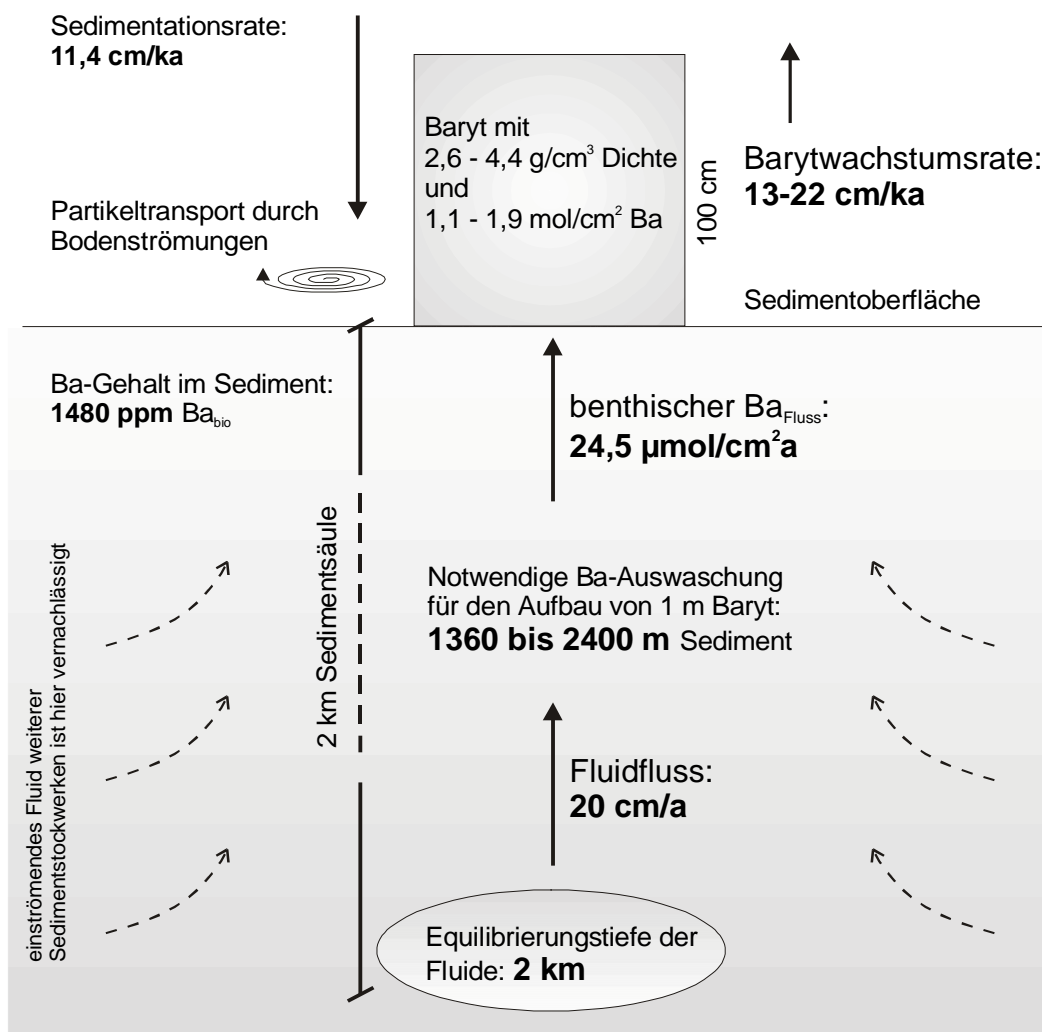 Sedimentationsrate:
11,4 cm/ka
Baryt mit
2,6 - 4,4 g/cm³ Dichte
und
1,1 - 1,9 mol/cm² Ba
100 cm
Barytwachstumsrate:
13-22 cm/ka
Partikeltransport durch
Bodenströmungen
Sedimentoberfläche
Ba-Gehalt im Sediment:
1480 ppm Ba_bio
benthischer Ba_Fluss:
24,5 µmol/cm²a
2 km Sedimentsäule
Notwendige Ba-Auswaschung
für den Aufbau von 1 m Baryt:
1360 bis 2400 m Sediment
einströmendes Fluid weiterer
Sedimentstockwerken ist hier vernachlässigt
Fluidfluss:
20 cm/a
Equilibrierungstiefe der
Fluide: 2 km